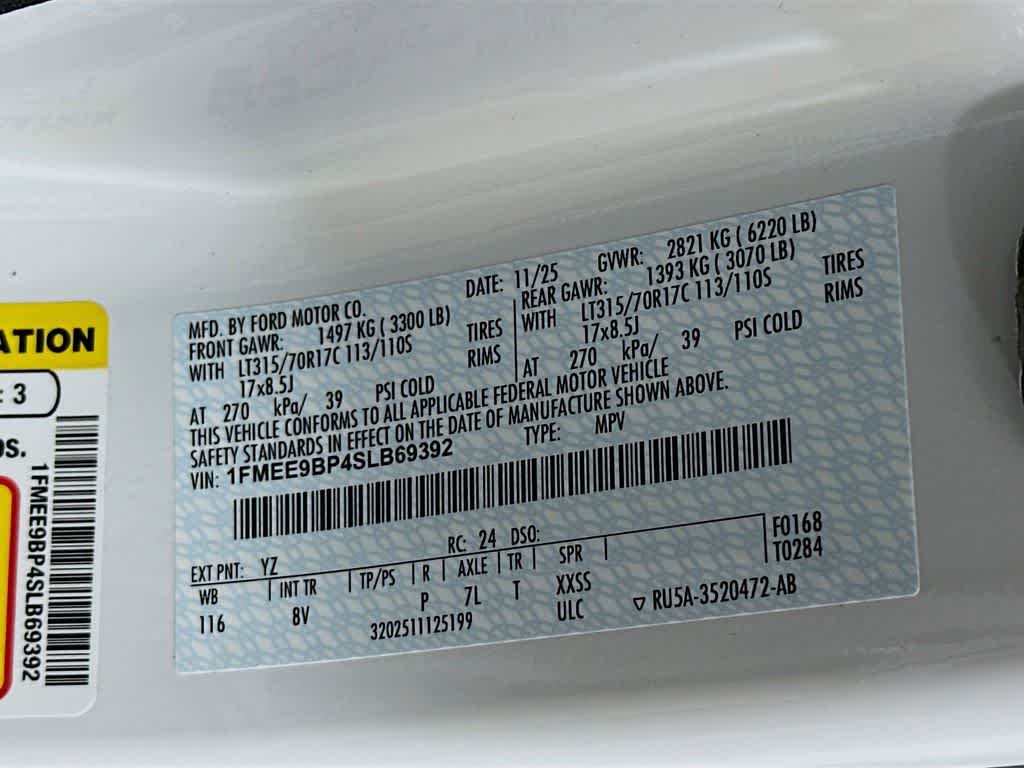 ATION
: 3
OS.
1FMEE9BP4SLB69392
MFD. BY FORD MOTOR CO.
DATE: 11/25 GVWR: 2821 KG ( 6220 LB)
FRONT GAWR: 1497 KG ( 3300 LB)
WITH LT315/70R17C 113/110S TIRES
17x8.5J RIMS
AT 270 kPa/ 39 PSI COLD
REAR GAWR: 1393 KG ( 3070 LB)
WITH LT315/70R17C 113/110S TIRES
17x8.5J RIMS
AT 270 kPa/ 39 PSI COLD
THIS VEHICLE CONFORMS TO ALL APPLICABLE FEDERAL MOTOR VEHICLE
SAFETY STANDARDS IN EFFECT ON THE DATE OF MANUFACTURE SHOWN ABOVE.
VIN: 1FMEE9BP4SLB69392 TYPE: MPV
EXT PNT: YZ RC: 24 DSO: F0168
WB INT TR TP/PS R AXLE TR SPR T0284
116 8V P 7L T XXSS
3202511125199 ULC ▽ RU5A-3520472-AB